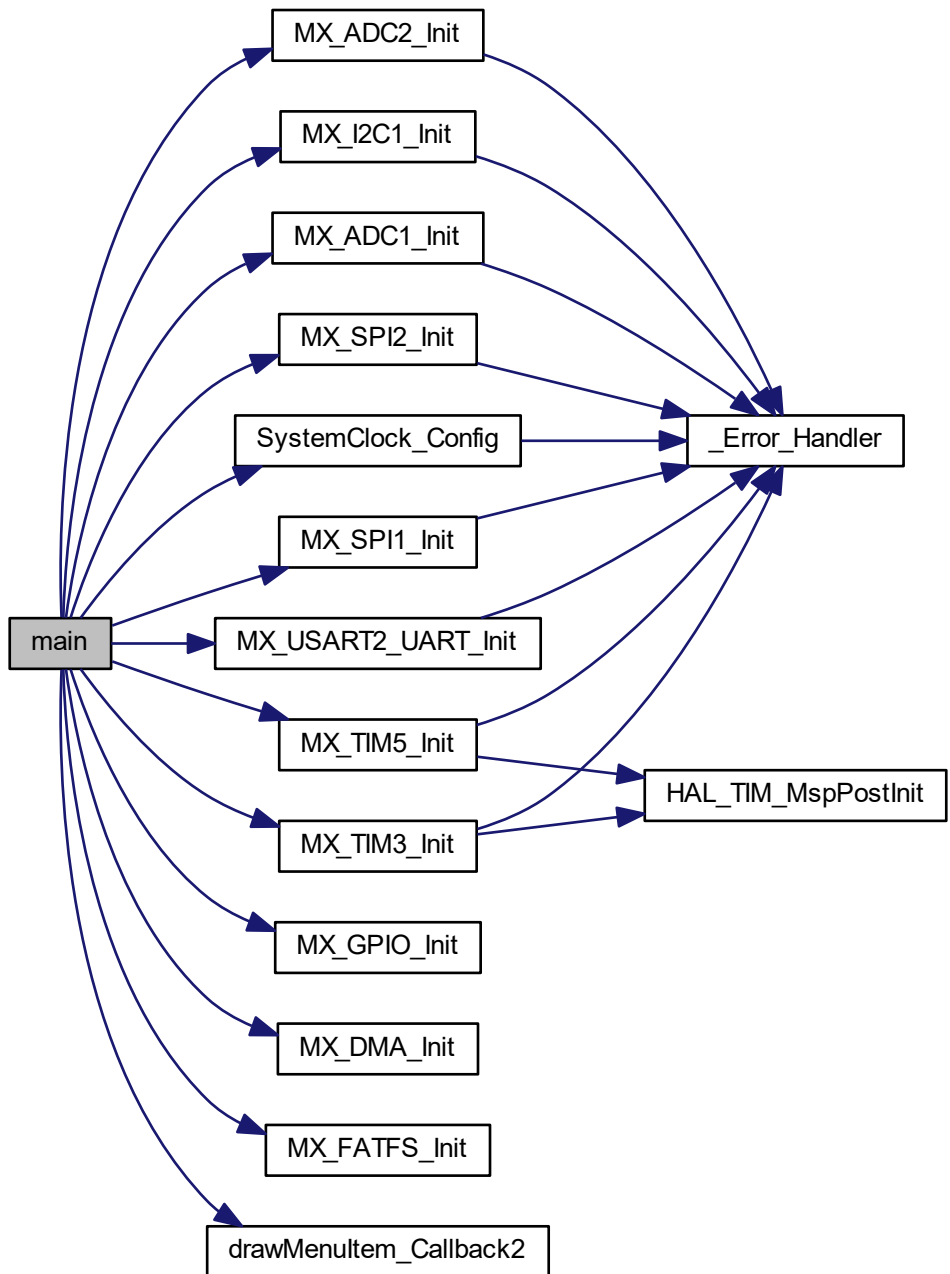 MX_ADC2_Init
MX_I2C1_Init
MX_ADC1_Init
MX_SPI2_Init
SystemClock_Config
_Error_Handler
MX_SPI1_Init
main
MX_USART2_UART_Init
MX_TIM5_Init
HAL_TIM_MspPostInit
MX_TIM3_Init
MX_GPIO_Init
MX_DMA_Init
MX_FATFS_Init
drawMenuItem_Callback2